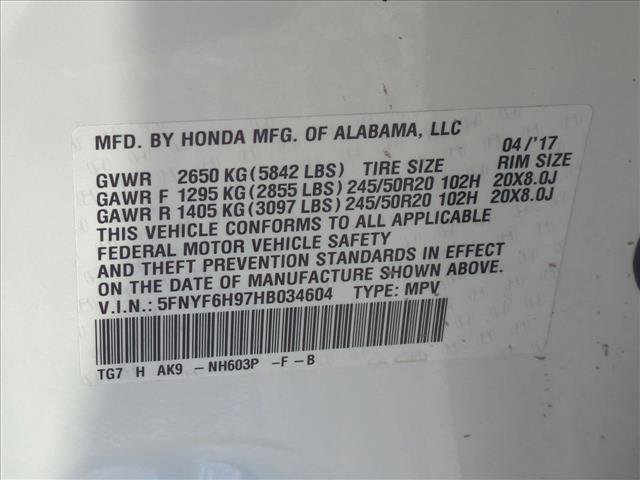 MFD. BY HONDA MFG. OF ALABAMA, LLC 04/'17
GVWR 2650 KG(5842 LBS) TIRE SIZE RIM SIZE
GAWR F 1295 KG(2855 LBS)245/50R20 102H 20X8.0J
GAWR R 1405 KG(3097 LBS)245/50R20 102H 20X8.0J
THIS VEHICLE CONFORMS TO ALL APPLICABLE
FEDERAL MOTOR VEHICLE SAFETY
AND THEFT PREVENTION STANDARDS IN EFFECT
ON THE DATE OF MANUFACTURE SHOWN ABOVE.
V.I.N.: 5FNYF6H97HB034604 TYPE: MPV
TG7 H AK9 -NH603P -F-B